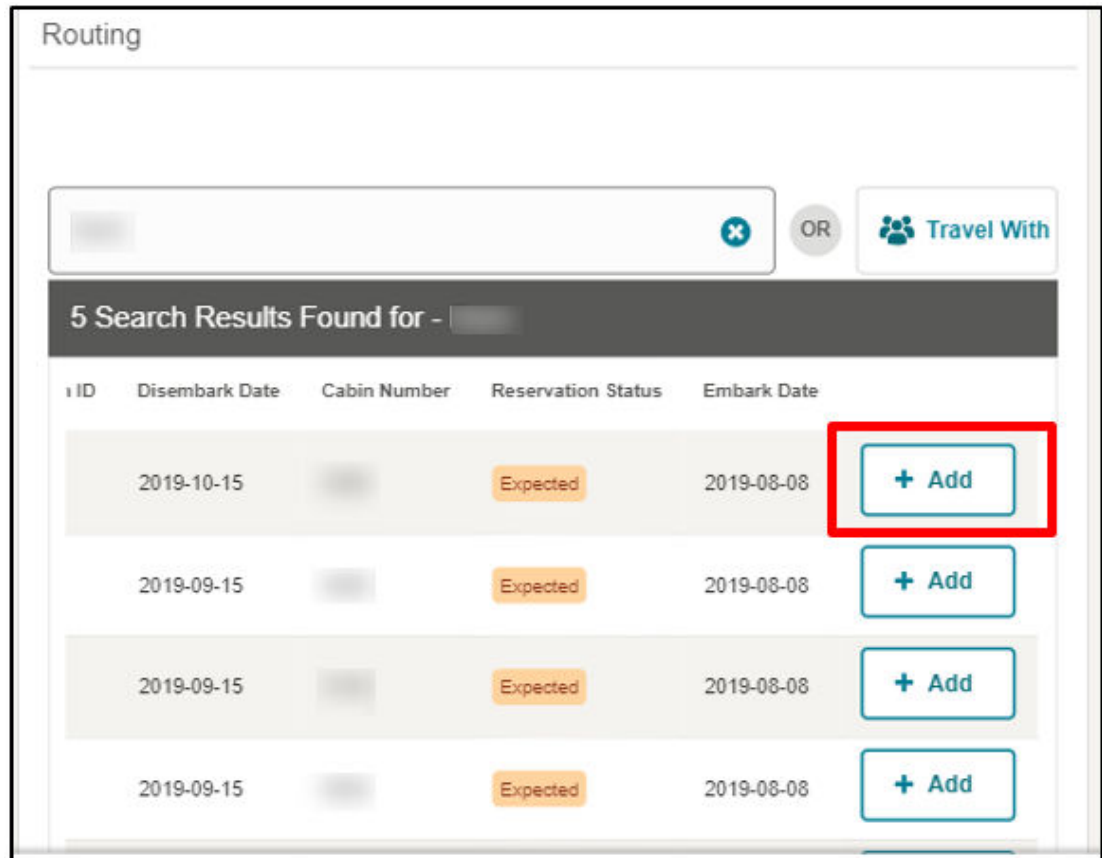 Routing
OR Travel With
5 Search Results Found for -
ID Disembark Date Cabin Number Reservation Status Embark Date
2019-10-15 Expected 2019-08-08 + Add
2019-09-15 Expected 2019-08-08 + Add
2019-09-15 Expected 2019-08-08 + Add
2019-09-15 Expected 2019-08-08 + Add